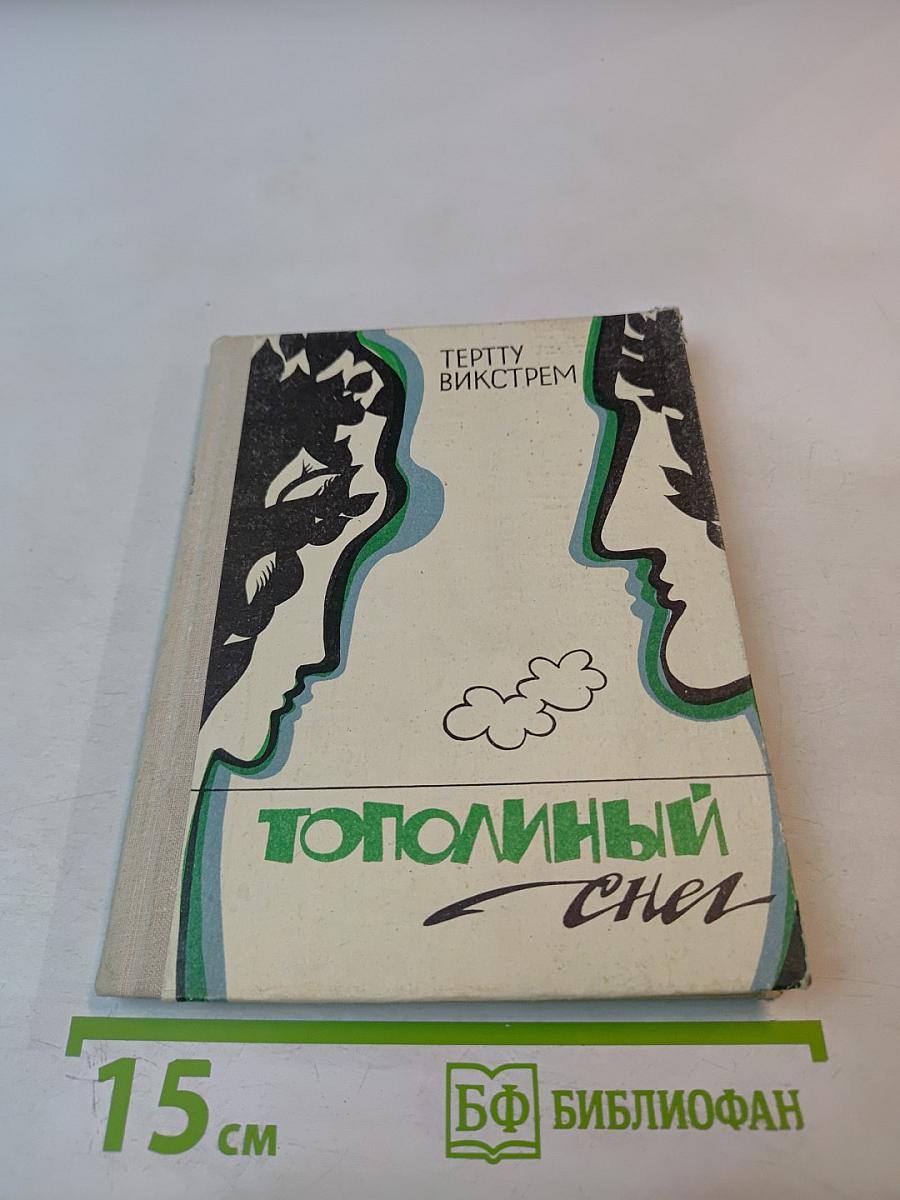 ТЕРТТУ
ВИКСТРЕМ
ТОПОЛИНЫЙ
снег
15 см
БФ БИБЛИОФАН